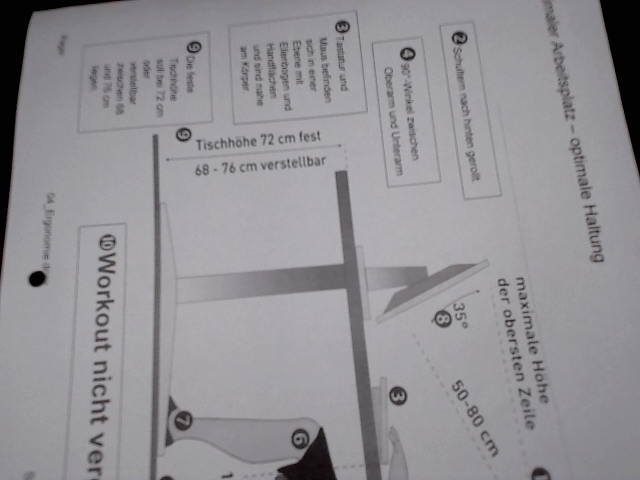 maler Arbeitsplatz – optimale Haltung
2 Schultern nach hinten gerollt
4 90° Winkel zwischen
Oberarm und Unterarm
3 Tastatur und
Maus befinden
sich in einer
Ebene mit
Ellenbogen und
Handflächen
und sind nahe
am Körper.
9 Die feste
Tischhöhe
soll bei 72 cm
oder
verstellbar
zwischen 68
und 76 cm
liegen.
9 Tischhöhe 72 cm fest
68 - 76 cm verstellbar
maximale Höhe
der obersten Zeile
35°
8
50-80 cm
3
7
6
10 Workout nicht ver
04_Ergonomie